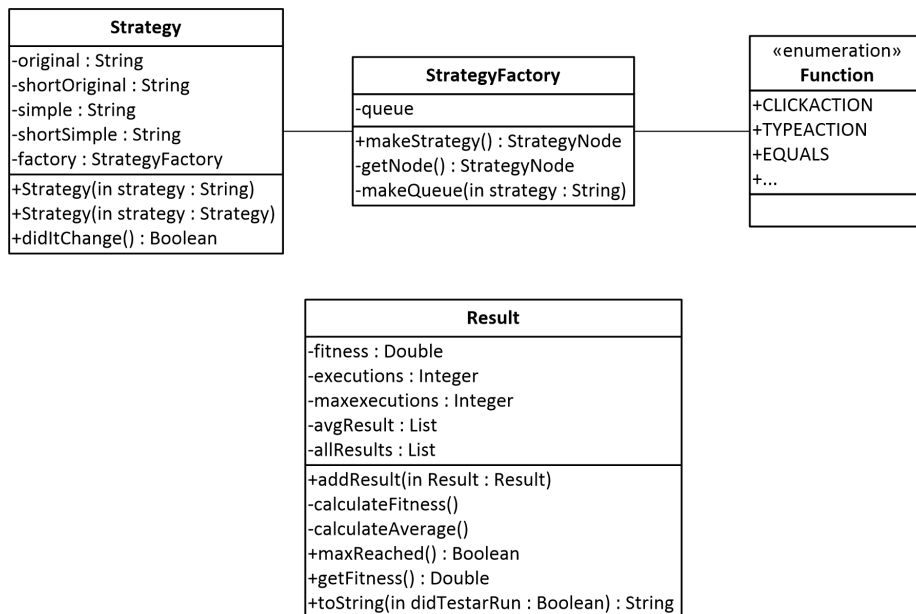 Strategy
-original : String
-shortOriginal : String
-simple : String
-shortSimple : String
-factory : StrategyFactory
+Strategy(in strategy : String)
+Strategy(in strategy : Strategy)
+didItChange() : Boolean
StrategyFactory
-queue
+makeStrategy() : StrategyNode
-getNode() : StrategyNode
-makeQueue(in strategy : String)
«enumeration»
Function
+CLICKACTION
+TYPEACTION
+EQUALS
+...
Result
-fitness : Double
-executions : Integer
-maxexecutions : Integer
-avgResult : List
-allResults : List
+addResult(in Result : Result)
-calculateFitness()
-calculateAverage()
+maxReached() : Boolean
+getFitness() : Double
+toString(in didTestarRun : Boolean) : String